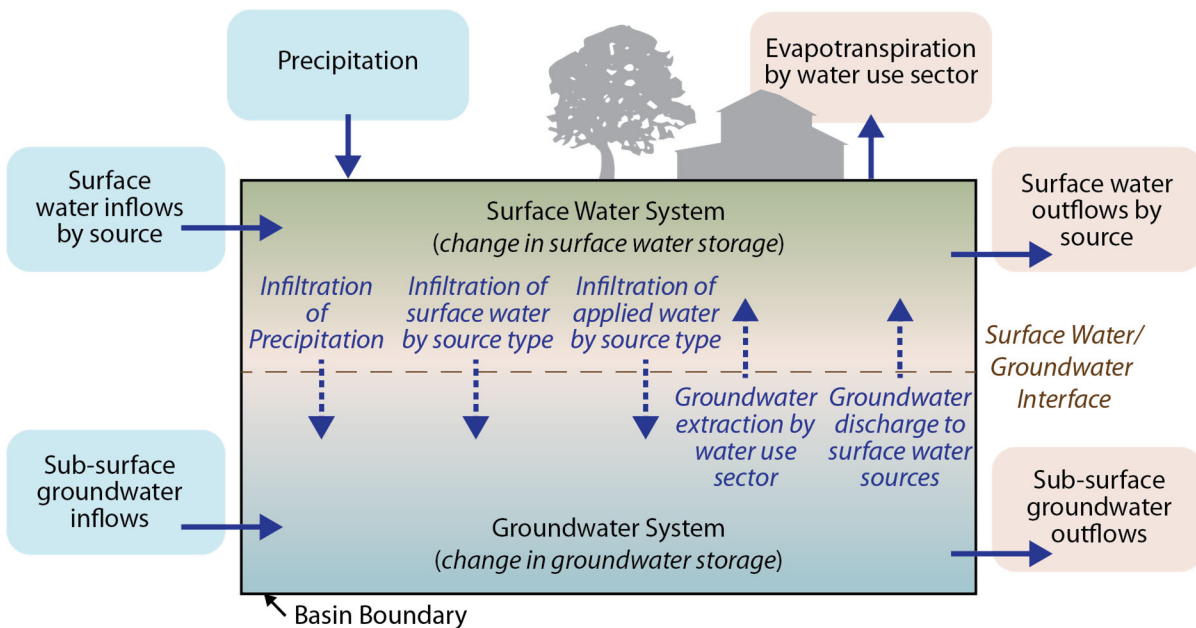 Precipitation
Evapotranspiration
by water use sector
Surface
water inflows
by source
Surface Water System
(change in surface water storage)
Surface water
outflows by
source
Infiltration
of
Precipitation
Infiltration of
surface water
by source type
Infiltration of
applied water
by source type
Surface Water/
Groundwater
Interface
Groundwater
extraction by
water use
sector
Groundwater
discharge to
surface water
sources
Sub-surface
groundwater
inflows
Groundwater System
(change in groundwater storage)
Sub-surface
groundwater
outflows
Basin Boundary